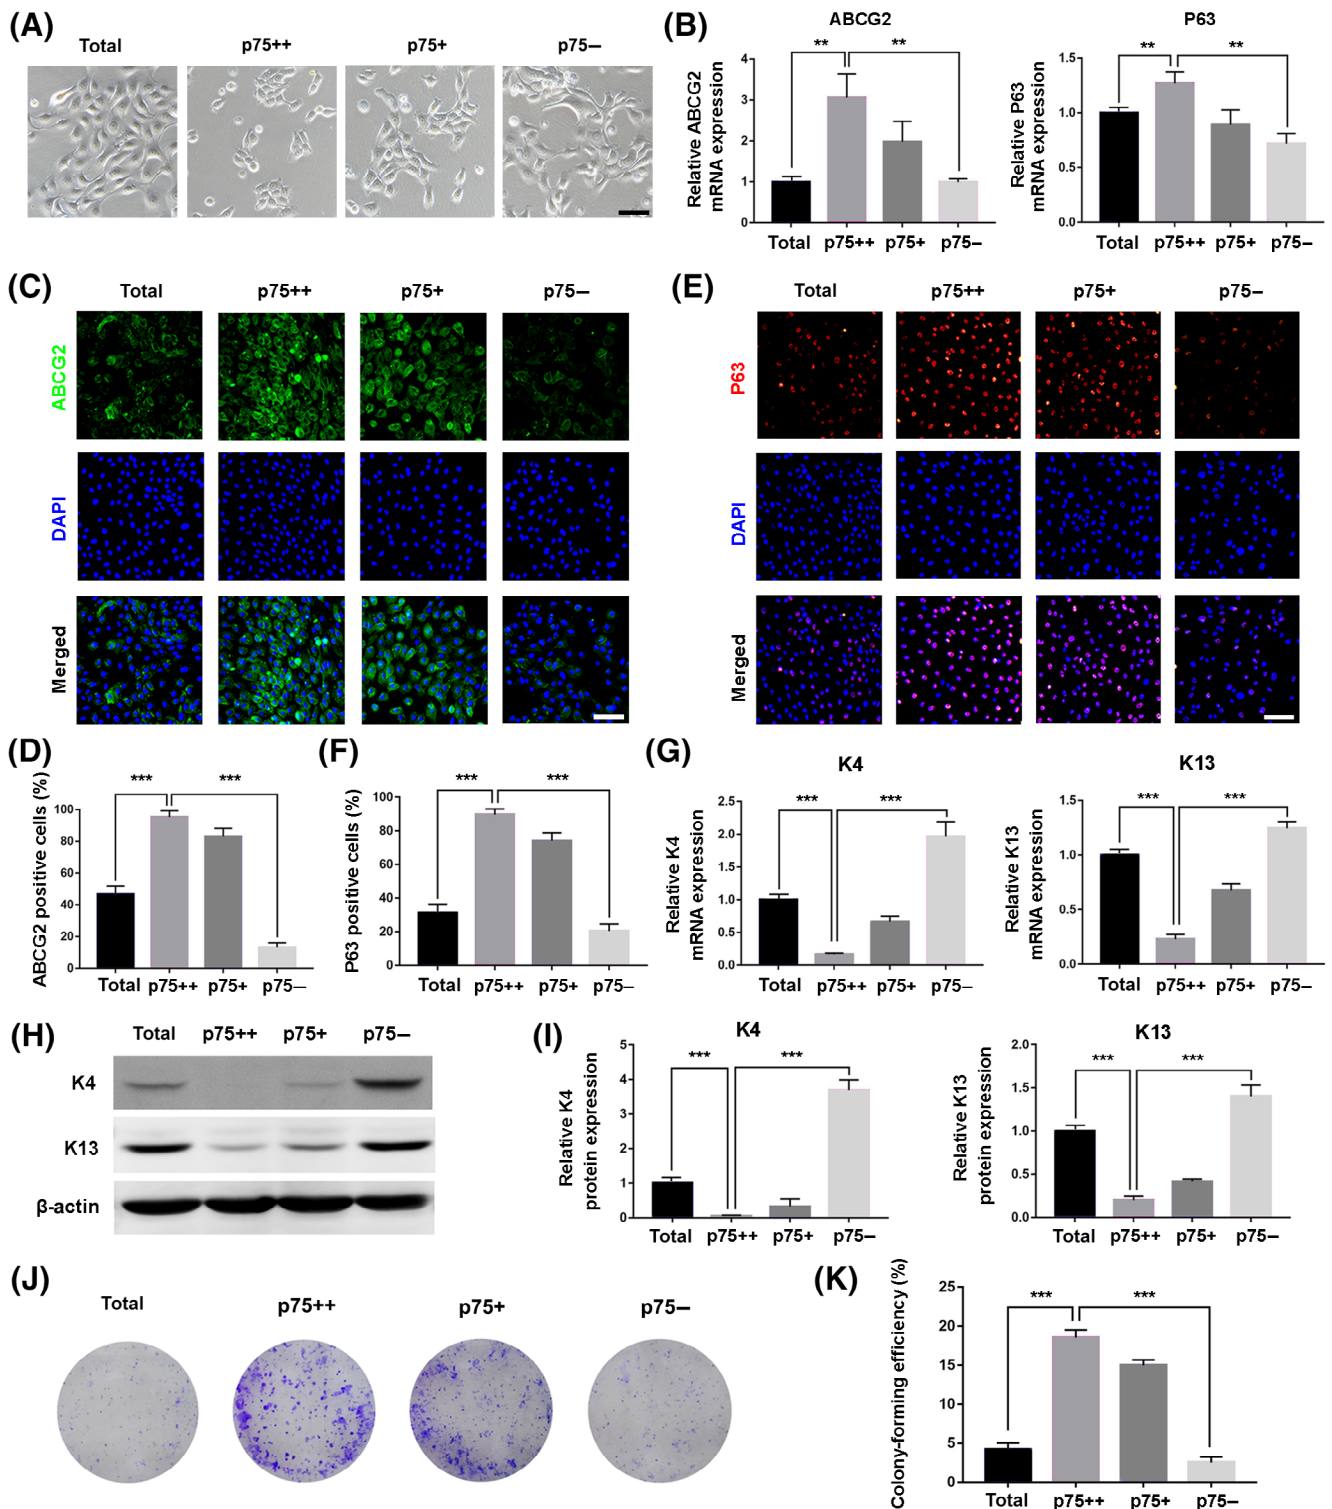 (A)
Total p75++ p75+ p75–
(B)
ABCG2
Relative ABCG2
mRNA expression
4
3
2
1
0
** **
Total p75++ p75+ p75–
P63
Relative P63
mRNA expression
1.5
1.0
0.5
0.0
** **
Total p75++ p75+ p75–
(C)
Total p75++ p75+ p75–
ABCG2
DAPI
Merged
(E)
Total p75++ p75+ p75–
P63
DAPI
Merged
(D)
ABCG2 positive cells (%)
100
80
60
40
20
0
*** ***
Total p75++ p75+ p75–
(F)
P63 positive cells (%)
100
80
60
40
20
0
*** ***
Total p75++ p75+ p75–
(G)
K4
Relative K4
mRNA expression
2.5
2.0
1.5
1.0
0.5
0.0
*** ***
Total p75++ p75+ p75–
K13
Relative K13
mRNA expression
1.5
1.0
0.5
0.0
*** ***
Total p75++ p75+ p75–
(H)
Total p75++ p75+ p75–
K4
K13
β-actin
(I)
K4
Relative K4
protein expression
5
4
3
2
1
0
*** ***
Total p75++ p75+ p75–
K13
Relative K13
protein expression
2.0
1.5
1.0
0.5
0.0
*** ***
Total p75++ p75+ p75–
(J)
Total p75++ p75+ p75–
(K)
Colony-forming efficiency (%)
25
20
15
10
5
0
*** ***
Total p75++ p75+ p75–